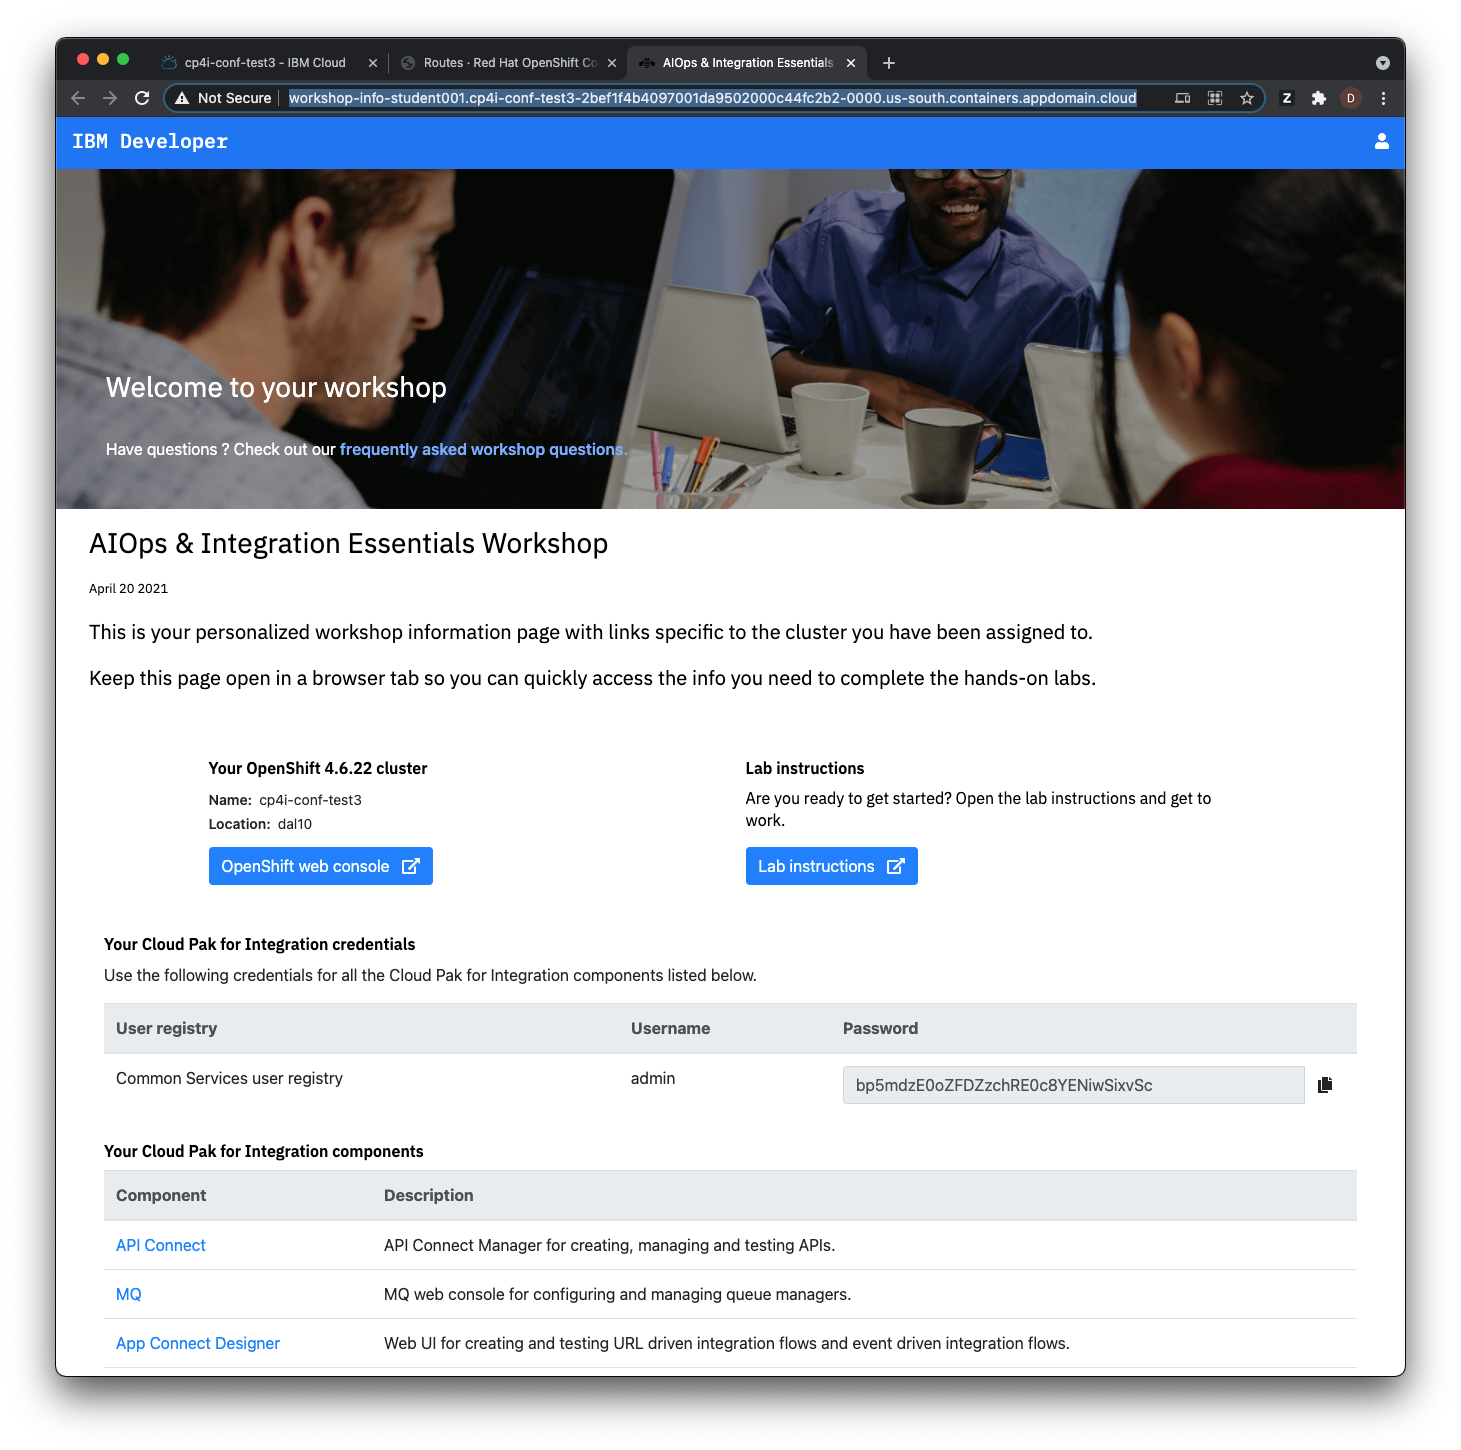 cp4i-conf-test3 - IBM Cloud
Routes · Red Hat OpenShift Co
AIOps & Integration Essentials
Not Secure
workshop-info-student001.cp4i-conf-test3-2bef1f4b4097001da9502000c44fc2b2-0000.us-south.containers.appdomain.cloud
Z
D
IBM Developer
Welcome to your workshop
Have questions ? Check out our frequently asked workshop questions.
AIOps & Integration Essentials Workshop
April 20 2021
This is your personalized workshop information page with links specific to the cluster you have been assigned to.
Keep this page open in a browser tab so you can quickly access the info you need to complete the hands-on labs.
Your OpenShift 4.6.22 cluster
Name: cp4i-conf-test3
Location: dal10
OpenShift web console
Lab instructions
Are you ready to get started? Open the lab instructions and get to
work.
Lab instructions
Your Cloud Pak for Integration credentials
Use the following credentials for all the Cloud Pak for Integration components listed below.
User registry Username Password
Common Services user registry admin bp5mdzE0oZFDZzchRE0c8YENiwSixvSc
Your Cloud Pak for Integration components
Component Description
API Connect API Connect Manager for creating, managing and testing APIs.
MQ MQ web console for configuring and managing queue managers.
App Connect Designer Web UI for creating and testing URL driven integration flows and event driven integration flows.